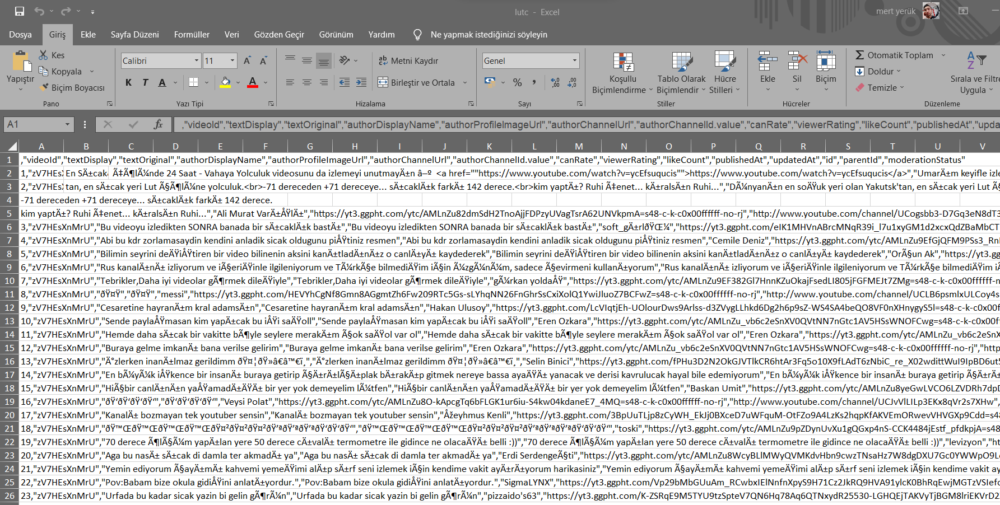 lutc - Excel
mert yerük
Dosya Giriş Ekle Sayfa Düzeni Formüller Veri Gözden Geçir Görünüm Yardım Ne yapmak istediğinizi söyleyin
Yapıştır
Kes
Kopyala
Biçim Boyacısı
Pano
Calibri 11
K T A
Yazı Tipi
Metni Kaydır
Birleştir ve Ortala
Hizalama
Genel
Sayı
Koşullu Biçimlendirme
Tablo Olarak Biçimlendir
Hücre Stilleri
Stiller
Ekle Sil Biçim
Hücreler
Otomatik Toplam
Doldur
Temizle
Sırala ve Filtre Uygula
Düzenleme
A1
,"videoId","textDisplay","textOriginal","authorDisplayName","authorProfileImageUrl","authorChannelUrl","authorChannelId.value","canRate","viewerRating","likeCount","publishedAt","upda
A B C D E F G H I J K L M N O P Q R S T U V
1 ,"videoId","textDisplay","textOriginal","authorDisplayName","authorProfileImageUrl","authorChannelUrl","authorChannelId.value","canRate","viewerRating","likeCount","publishedAt","updatedAt","id","parentId","moderationStatus"
2 1,"zV7HEs En SÄ±cak Ã‡Ã¶lÃ¼nde 24 Saat - Vahaya Yolculuk videosunu da izlemeyi unutmayÄ±n â–º <a href=""https://www.youtube.com/watch?v=ycEfsuqucis"">https://www.youtube.com/watch?v=ycEfsuqucis</a>","UmarÄ±m keyifle izle
3 2,"zV7HEs tan, en sÄ±cak yeri Lut Ã§Ã¶lÃ¼ne yolculuk.<br>-71 dereceden +71 dereceye... sÄ±caklÄ±k farkÄ± 142 derece.<br>kim yaptÄ±? Ruhi Ã‡enet... kÄ±ralsÄ±n Ruhi...","DÃ¼nyanÄ±n en soÄŸuk yeri olan Yakutsk'tan, en sÄ±cak yeri Lut Ã§
4 -71 dereceden +71 dereceye... sÄ±caklÄ±k farkÄ± 142 derece.
5 kim yaptÄ±? Ruhi Ã‡enet... kÄ±ralsÄ±n Ruhi...","Ali Murat VarÄ±ÅŸlÄ±","https://yt3.ggpht.com/ytc/AMLnZu82dmSdH2TnoAjjFDPzyUVagTsrA62UNVkpmA=s48-c-k-c0x00ffffff-no-rj","http://www.youtube.com/channel/UCogsbb3-D7Gq3eN8dT3
6 3,"zV7HEsXnMrU","Bu videoyu izledikten SONRA banada bir sÄ±caklÄ±k bastÄ±","Bu videoyu izledikten SONRA banada bir sÄ±caklÄ±k bastÄ±","soft_gÄ±rlðŸŒ¼","https://yt3.ggpht.com/eIK1MHVnABrcMNqR39i_l7u1xyGM1d2xcxQdZBaMbCT
7 4,"zV7HEsXnMrU","Abi bu kdr zorlamasaydin kendini anladik sicak oldugunu piÅŸtiniz resmen","Abi bu kdr zorlamasaydin kendini anladik sicak oldugunu piÅŸtiniz resmen","Cemile Deniz","https://yt3.ggpht.com/ytc/AMLnZu9EfGjQFM9PSs3_Rnl
8 5,"zV7HEsXnMrU","Bilimin seyrini deÄŸiÅŸtiren bir video bilinenin aksini kanÄ±tladÄ±nÄ±z o canlÄ±yÄ± kaydederek","Bilimin seyrini deÄŸiÅŸtiren bir video bilinenin aksini kanÄ±tladÄ±nÄ±z o canlÄ±yÄ± kaydederek","OrÃ§un Ak","https://yt3.gg
9 6,"zV7HEsXnMrU","Rus kanalÄ±nÄ± izliyorum ve iÃ§eriÄŸinle ilgileniyorum ve TÃ¼rkÃ§e bilmediÄŸim iÃ§in Ã¼zgÃ¼nÃ¼m, sadece Ã§evirmeni kullanÄ±yorum","Rus kanalÄ±nÄ± izliyorum ve iÃ§eriÄŸinle ilgileniyorum ve TÃ¼rkÃ§e bilmediÄŸim iÃ
10 7,"zV7HEsXnMrU","Tebrikler,Daha iyi videolar gÃ¶rmek dileÄŸiyle","Tebrikler,Daha iyi videolar gÃ¶rmek dileÄŸiyle","gÃ¼rkan yoldaÅŸ","https://yt3.ggpht.com/ytc/AMLnZu9EF382Gl7HnnKZuOkajFsedLI805jFGFMEJt7ZMg=s48-c-k-c0x00ffffff-n
11 8,"zV7HEsXnMrU","ðŸ¤Ÿ","ðŸ¤Ÿ","messi","https://yt3.ggpht.com/HEVYhCgNf8Gmn8AGgmtZh6Fw209RTc5Gs-sLYhqNN26FnGhrSsCxiXolQ1YwiJluoZ7BCFwZ=s48-c-k-c0x00ffffff-no-rj","http://www.youtube.com/channel/UCLB6psmlxULCoy4s
12 9,"zV7HEsXnMrU","Cesaretine hayranÄ±m kral adamsÄ±n","Cesaretine hayranÄ±m kral adamsÄ±n","Hakan Ulusoy","https://yt3.ggpht.com/LcVIqtjEh-UOlourDws9Arlss-d3ZVygLLhkd6Dg2h6p9sZ-WS4SA4beQO8VF0nXHnygyS5l=s48-c-k-c0x00f
13 10,"zV7HEsXnMrU","Sende paylaÅŸmasan kim yapÄ±cak bu iÅŸi saÄŸoll","Sende paylaÅŸmasan kim yapÄ±cak bu iÅŸi saÄŸoll","Eren Ozkara","https://yt3.ggpht.com/ytc/AMLnZu_vb6c2eSnXV0QVtNN7nGtc1AV5HSsWNOFCwg=s48-c-k-c0x00ff
14 11,"zV7HEsXnMrU","Hemde daha sÄ±cak bir vakitte bÃ¶yle seylere merakÄ±m Ã§ok saÄŸol var ol","Hemde daha sÄ±cak bir vakitte bÃ¶yle seylere merakÄ±m Ã§ok saÄŸol var ol","Eren Ozkara","https://yt3.ggpht.com/ytc/AMLnZu_vb6c2eSnX
15 12,"zV7HEsXnMrU","Buraya gelme imkanÄ± bana verilse gelirim","Buraya gelme imkanÄ± bana verilse gelirim","Eren Ozkara","https://yt3.ggpht.com/ytc/AMLnZu_vb6c2eSnXV0QVtNN7nGtc1AV5HSsWNOFCwg=s48-c-k-c0x00ffffff-no-rj","http
16 13,"zV7HEsXnMrU","Ä°zlerken inanÄ±lmaz gerildimm ðŸ¤¦ðŸ»â€â™€ï¸","Ä°zlerken inanÄ±lmaz gerildimm ðŸ¤¦ðŸ»â€â™€ï¸","Selin Binici","https://yt3.ggpht.com/fPHu3D2N2OkGJVTlkCR6htAr3Fq5o10X9fLAdT6zNbiC_re_X02wdittWuI9IpBD6utS
17 14,"zV7HEsXnMrU","En bÃ¼yÃ¼k iÅŸkence bir insanÄ± buraya getirip Ã§Ä±rÄ±lÃ§Ä±plak bÄ±rakÄ±p gitmek nereye bassa ayaÄŸÄ± yanacak ve derisi kavrulucak hayal bile edemiyorum","En bÃ¼yÃ¼k iÅŸkence bir insanÄ± buraya getirip Ã§Ä±rÄ±
18 15,"zV7HEsXnMrU","HiÃ§bir canlÄ±nÄ±n yaÅŸamadÄ±ÄŸÄ± bir yer yok demeyelim lÃ¼tfen","HiÃ§bir canlÄ±nÄ±n yaÅŸamadÄ±ÄŸÄ± bir yer yok demeyelim lÃ¼tfen","Baskan Umit","https://yt3.ggpht.com/ytc/AMLnZu8yeGwLVCO6LZVDRh7dpD
19 16,"zV7HEsXnMrU","ðŸ‘ðŸ‘ðŸ‘ðŸ‘","ðŸ‘ðŸ‘ðŸ‘ðŸ‘","Veysi Polat","https://yt3.ggpht.com/ytc/AMLnZu8O-kApcgTq6bFLGK1ur6iu-S4kw04kdaneE7_4MQ=s48-c-k-c0x00ffffff-no-rj","http://www.youtube.com/channel/UCJvVlLILp3EKx8qVr2s7XHw",
20 17,"zV7HEsXnMrU","KanalÄ± bozmayan tek youtuber sensin","KanalÄ± bozmayan tek youtuber sensin","Åžeyhmus Kenli","https://yt3.ggpht.com/3BpUuTLjp8zCyWH_EkJj0BXceD7uWFquM-OtFZo9A4LzKs2hqpKfAKVEmORwevVHVGXp9Cdd=s48
21 18,"zV7HEsXnMrU","toski","https://yt3.ggpht.com/ytc/AMLnZu9pZDynUvXu1gQGxp4nS-CCK4484jEstf_pfdkpjA=s48
22 19,"zV7HEsXnMrU","70 derece Ã¶lÃ§Ã¼m yapÄ±lan yere 50 derece cÄ±valÄ± termometre ile gidince ne olacaÄŸÄ± belli :))","70 derece Ã¶lÃ§Ã¼m yapÄ±lan yere 50 derece cÄ±valÄ± termometre ile gidince ne olacaÄŸÄ± belli :))","levizyon","ht
23 20,"zV7HEsXnMrU","Aga bu nasÄ± sÄ±cak di damla ter akmadÄ± ya","Aga bu nasÄ± sÄ±cak di damla ter akmadÄ± ya","Erdi SerdengeÃ§ti","https://yt3.ggpht.com/ytc/AMLnZu8WcyBLlMWyQVMKdvHbn9cwzTNsaHz7W8dgDXU7Gc0YWWpO9L
24 21,"zV7HEsXnMrU","Yemin ediyorum Ã§ayÄ±mÄ± kahvemi yemeÄŸimi alÄ±p sÄ±rf seni izlemek iÃ§in kendime vakit ayÄ±rÄ±yorum harikasiniz","Yemin ediyorum Ã§ayÄ±mÄ± kahvemi yemeÄŸimi alÄ±p sÄ±rf seni izlemek iÃ§in kendime vakit ay
25 22,"zV7HEsXnMrU","Pov:Babam bize okula gidiÅŸini anlatÄ±yordur.","Pov:Babam bize okula gidiÅŸini anlatÄ±yordur.","SigmaLYNX","https://yt3.ggpht.com/Vp29bMbGUuAm_RCwbxIElNnfnXpyS9H71Cz2JkRQ9HVA91ylcK0BhRqEwjMGTzVSIefc
26 23,"zV7HEsXnMrU","Urfada bu kadar sicak yazin bi gelin gÃ¶rÃ¼n","Urfada bu kadar sicak yazin bi gelin gÃ¶rÃ¼n","pizzaido's63","https://yt3.ggpht.com/K-ZSRqE9M5TYU9tzSpteV7QN6Hq78Aq6QTNxydR25530-LGHQEjTAKVyTjBGM8lriEKVrD2